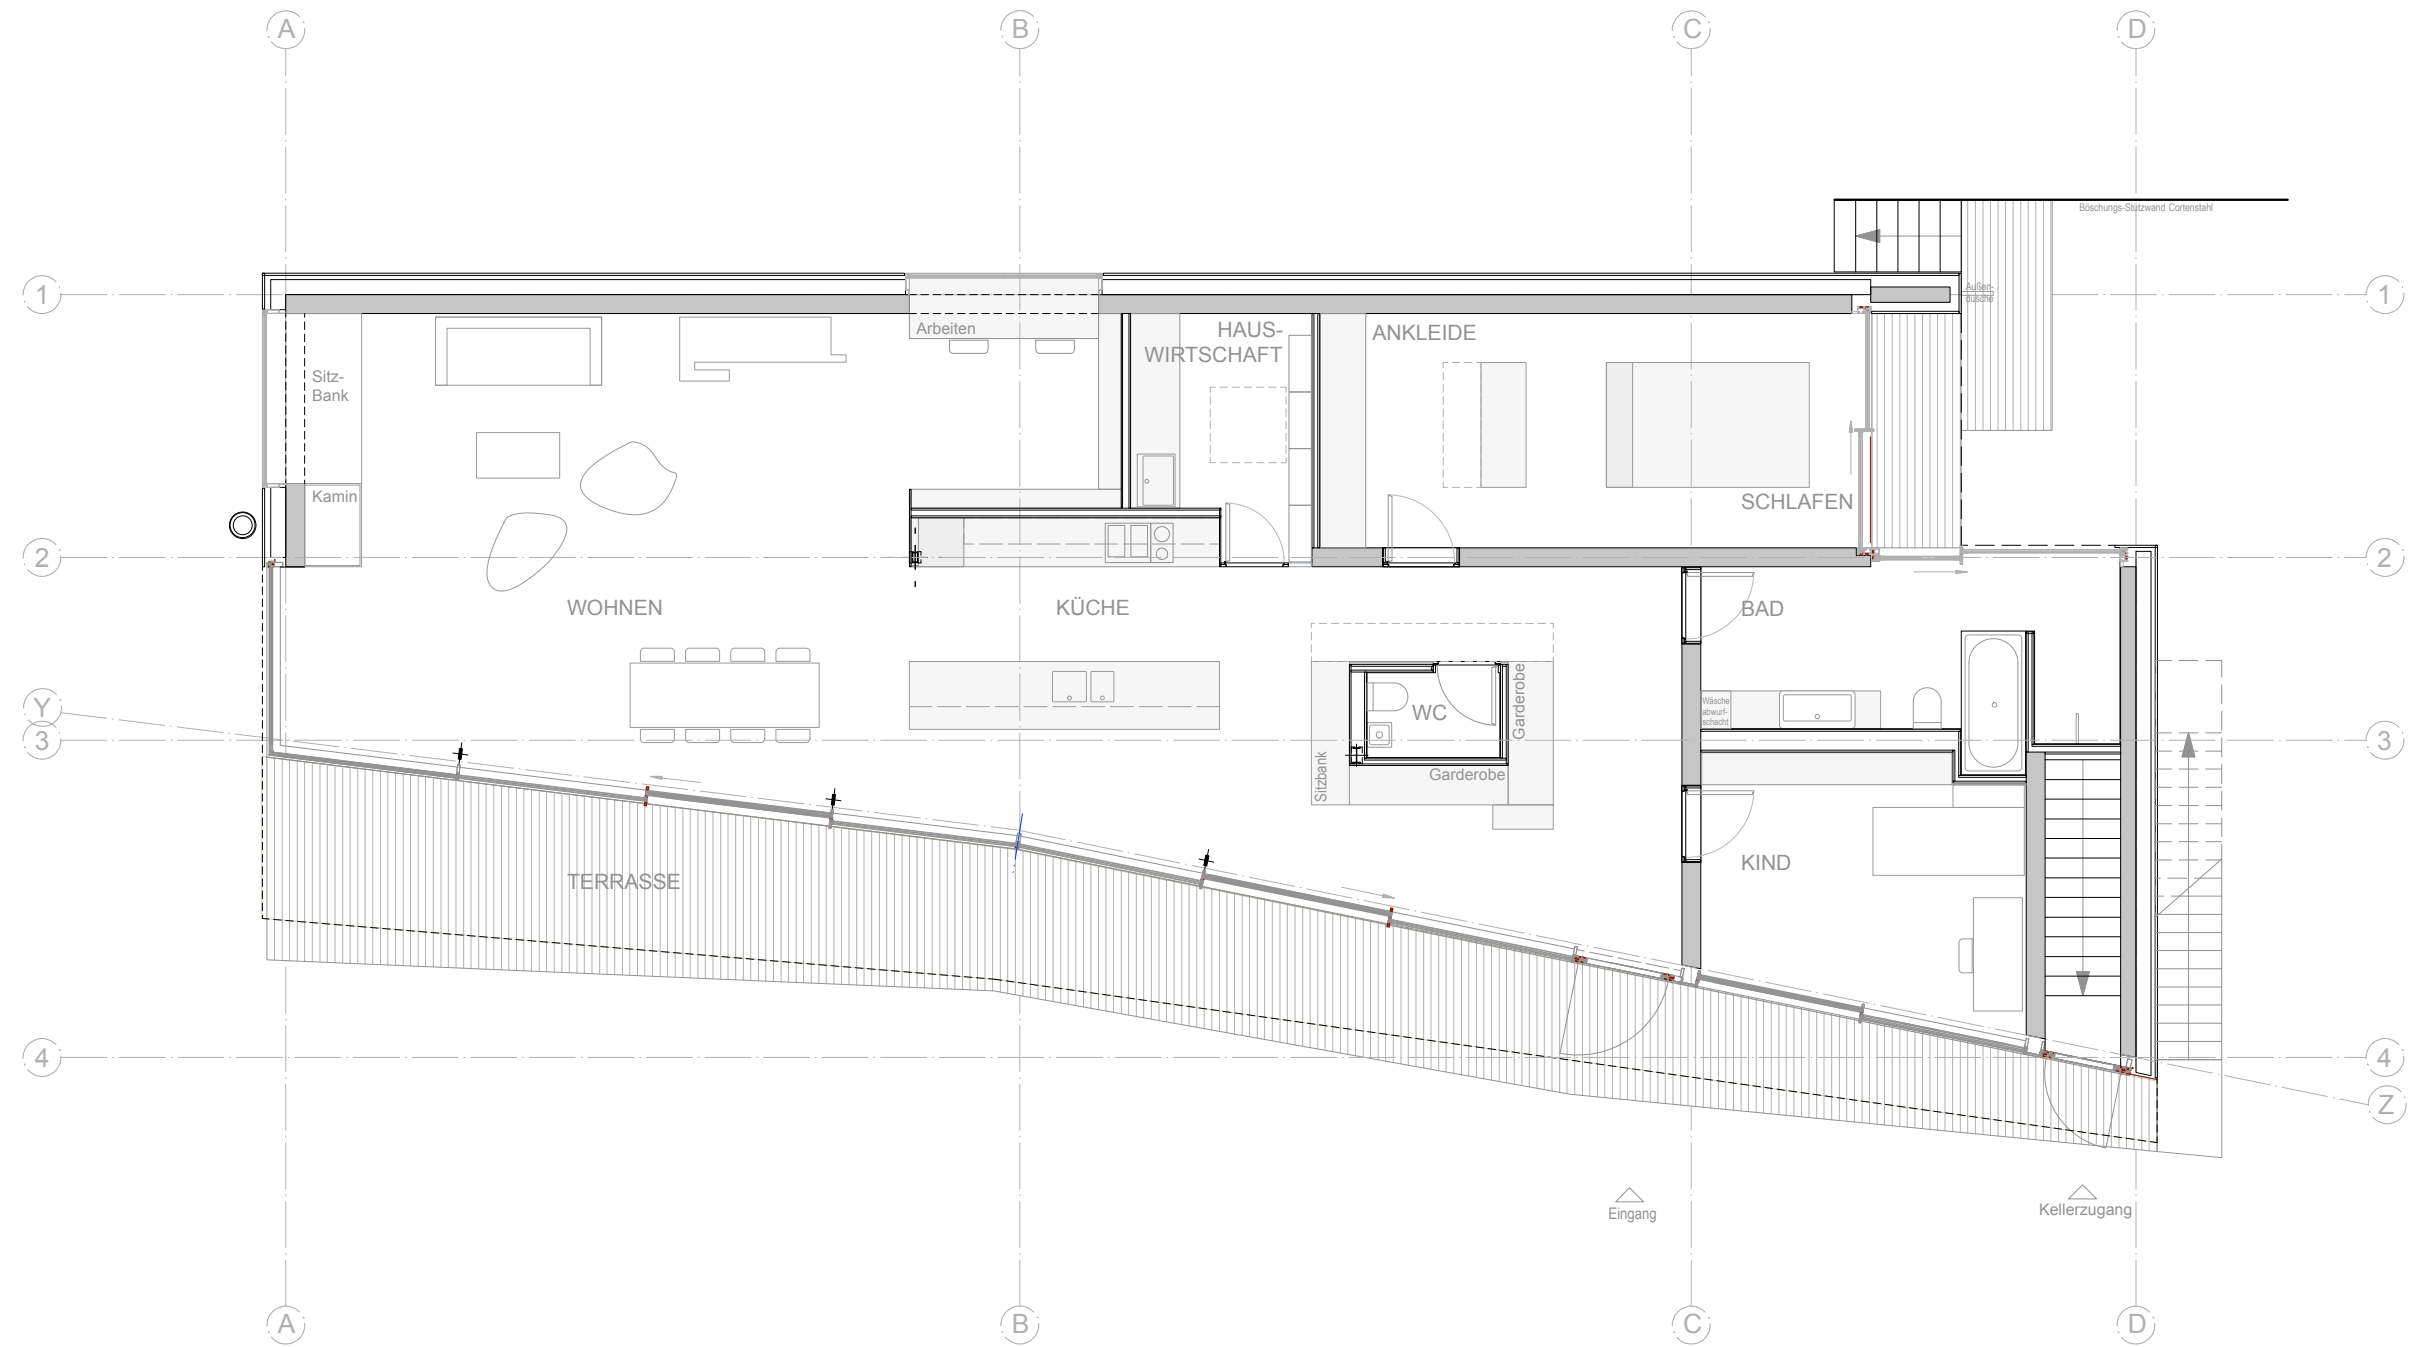 A
B
C
D
Böschungs-Stützwand Cortenstahl
1
Außen-
dusche
1
Arbeiten
HAUS-
WIRTSCHAFT
ANKLEIDE
Sitz-
Bank
Kamin
SCHLAFEN
2
2
WOHNEN
KÜCHE
BAD
Garderobe
Wäsche
abwurf-
schacht
WC
Y
3
3
Sitzbank
Garderobe
KIND
TERRASSE
4
4
Z
Eingang
Kellerzugang
A
B
C
D